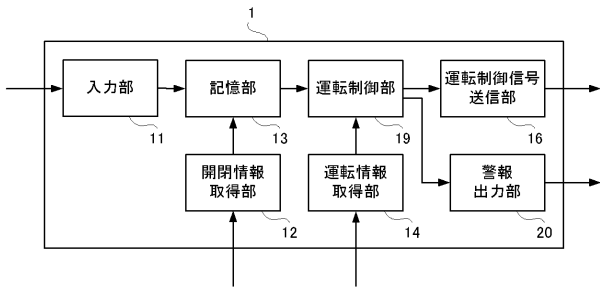 1
入力部
11
記憶部
13
運転制御部
19
運転制御信号
送信部
16
開閉情報
取得部
12
運転情報
取得部
14
警報
出力部
20